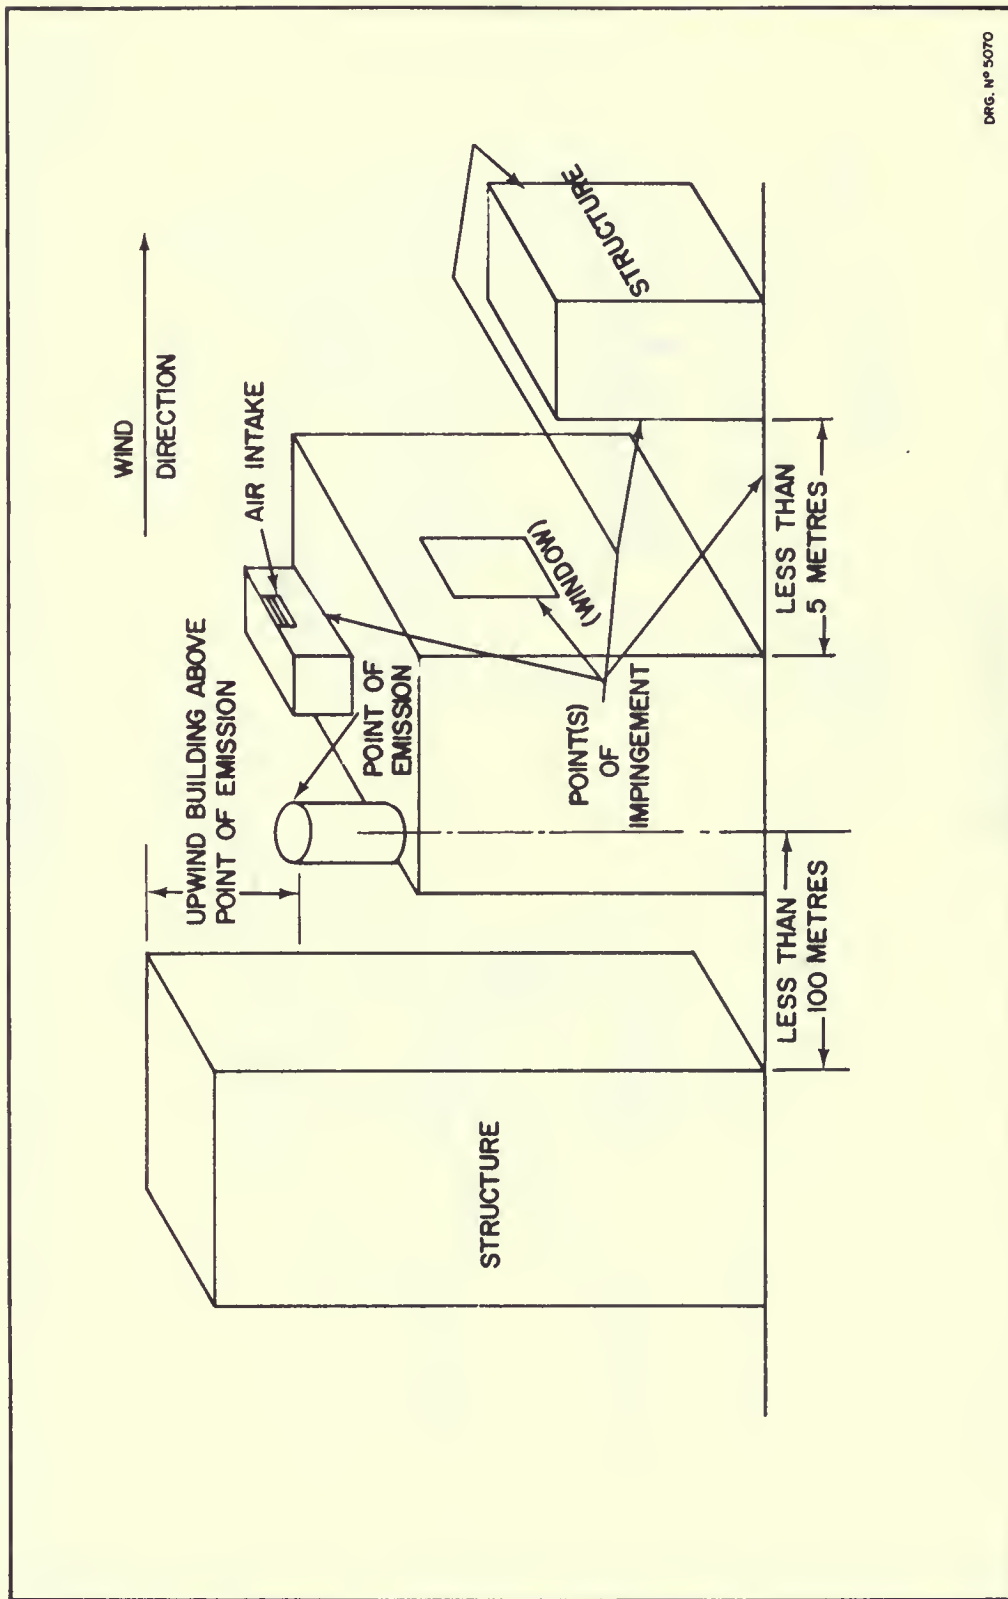 WIND
DIRECTION
AIR INTAKE
UPWIND BUILDING ABOVE
POINT OF EMISSION
POINT OF
EMISSION
STRUCTURE
(WINDOW)
STRUCTURE
POINT(S)
OF
IMPINGEMENT
LESS THAN
100 METRES
LESS THAN
5 METRES
DRG. Nº 5070